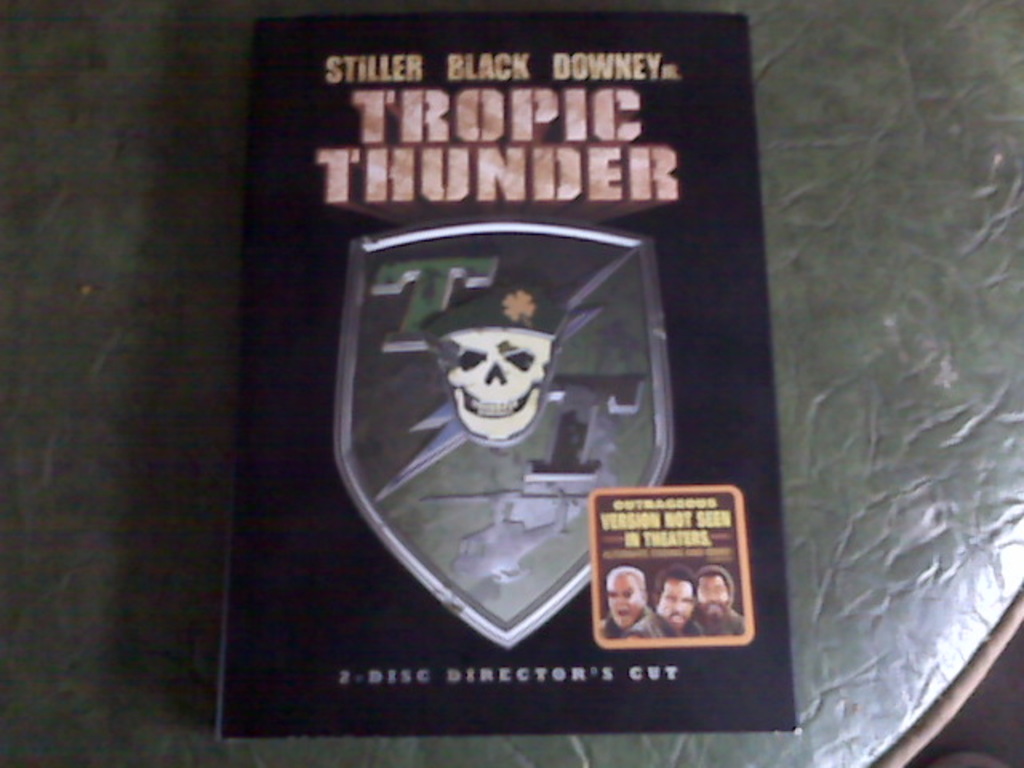 STILLER BLACK DOWNEY JR.
TROPIC
THUNDER
T
T
OUTRAGEOUS
VERSION NOT SEEN
IN THEATERS.
2-DISC DIRECTOR'S CUT